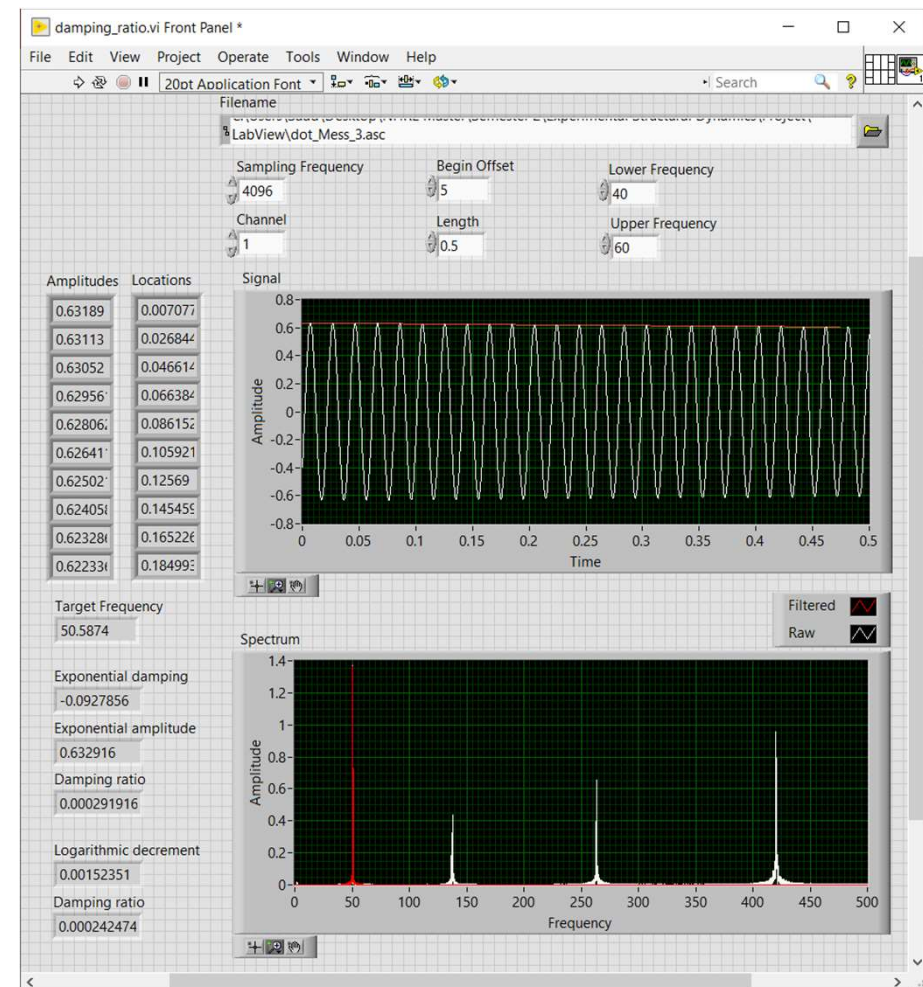 damping_ratio.vi Front Panel *
File Edit View Project Operate Tools Window Help
20pt Application Font Search
Filename
LabView\dot_Mess_3.asc
Sampling Frequency Begin Offset Lower Frequency
4096 5 40
Channel Length Upper Frequency
1 0.5 60
Amplitudes Locations Signal
0.63189 0.007077
0.63113 0.026844
0.63052 0.046614
0.62956 0.066384
0.62806 0.086152
0.62641 0.105921
0.62502 0.12569
0.62405 0.145459
0.62328 0.165226
0.62233 0.184993
Amplitude
0.8
0.6
0.4
0.2
0
-0.2
-0.4
-0.6
-0.8
0 0.05 0.1 0.15 0.2 0.25 0.3 0.35 0.4 0.45 0.5
Time
Target Frequency
50.5874
Filtered
Raw
Exponential damping
-0.0927856
Exponential amplitude
0.632916
Damping ratio
0.000291916
Logarithmic decrement
0.00152351
Damping ratio
0.000242474
Spectrum
Amplitude
1.4
1.2
1
0.8
0.6
0.4
0.2
0
0 50 100 150 200 250 300 350 400 450 500
Frequency